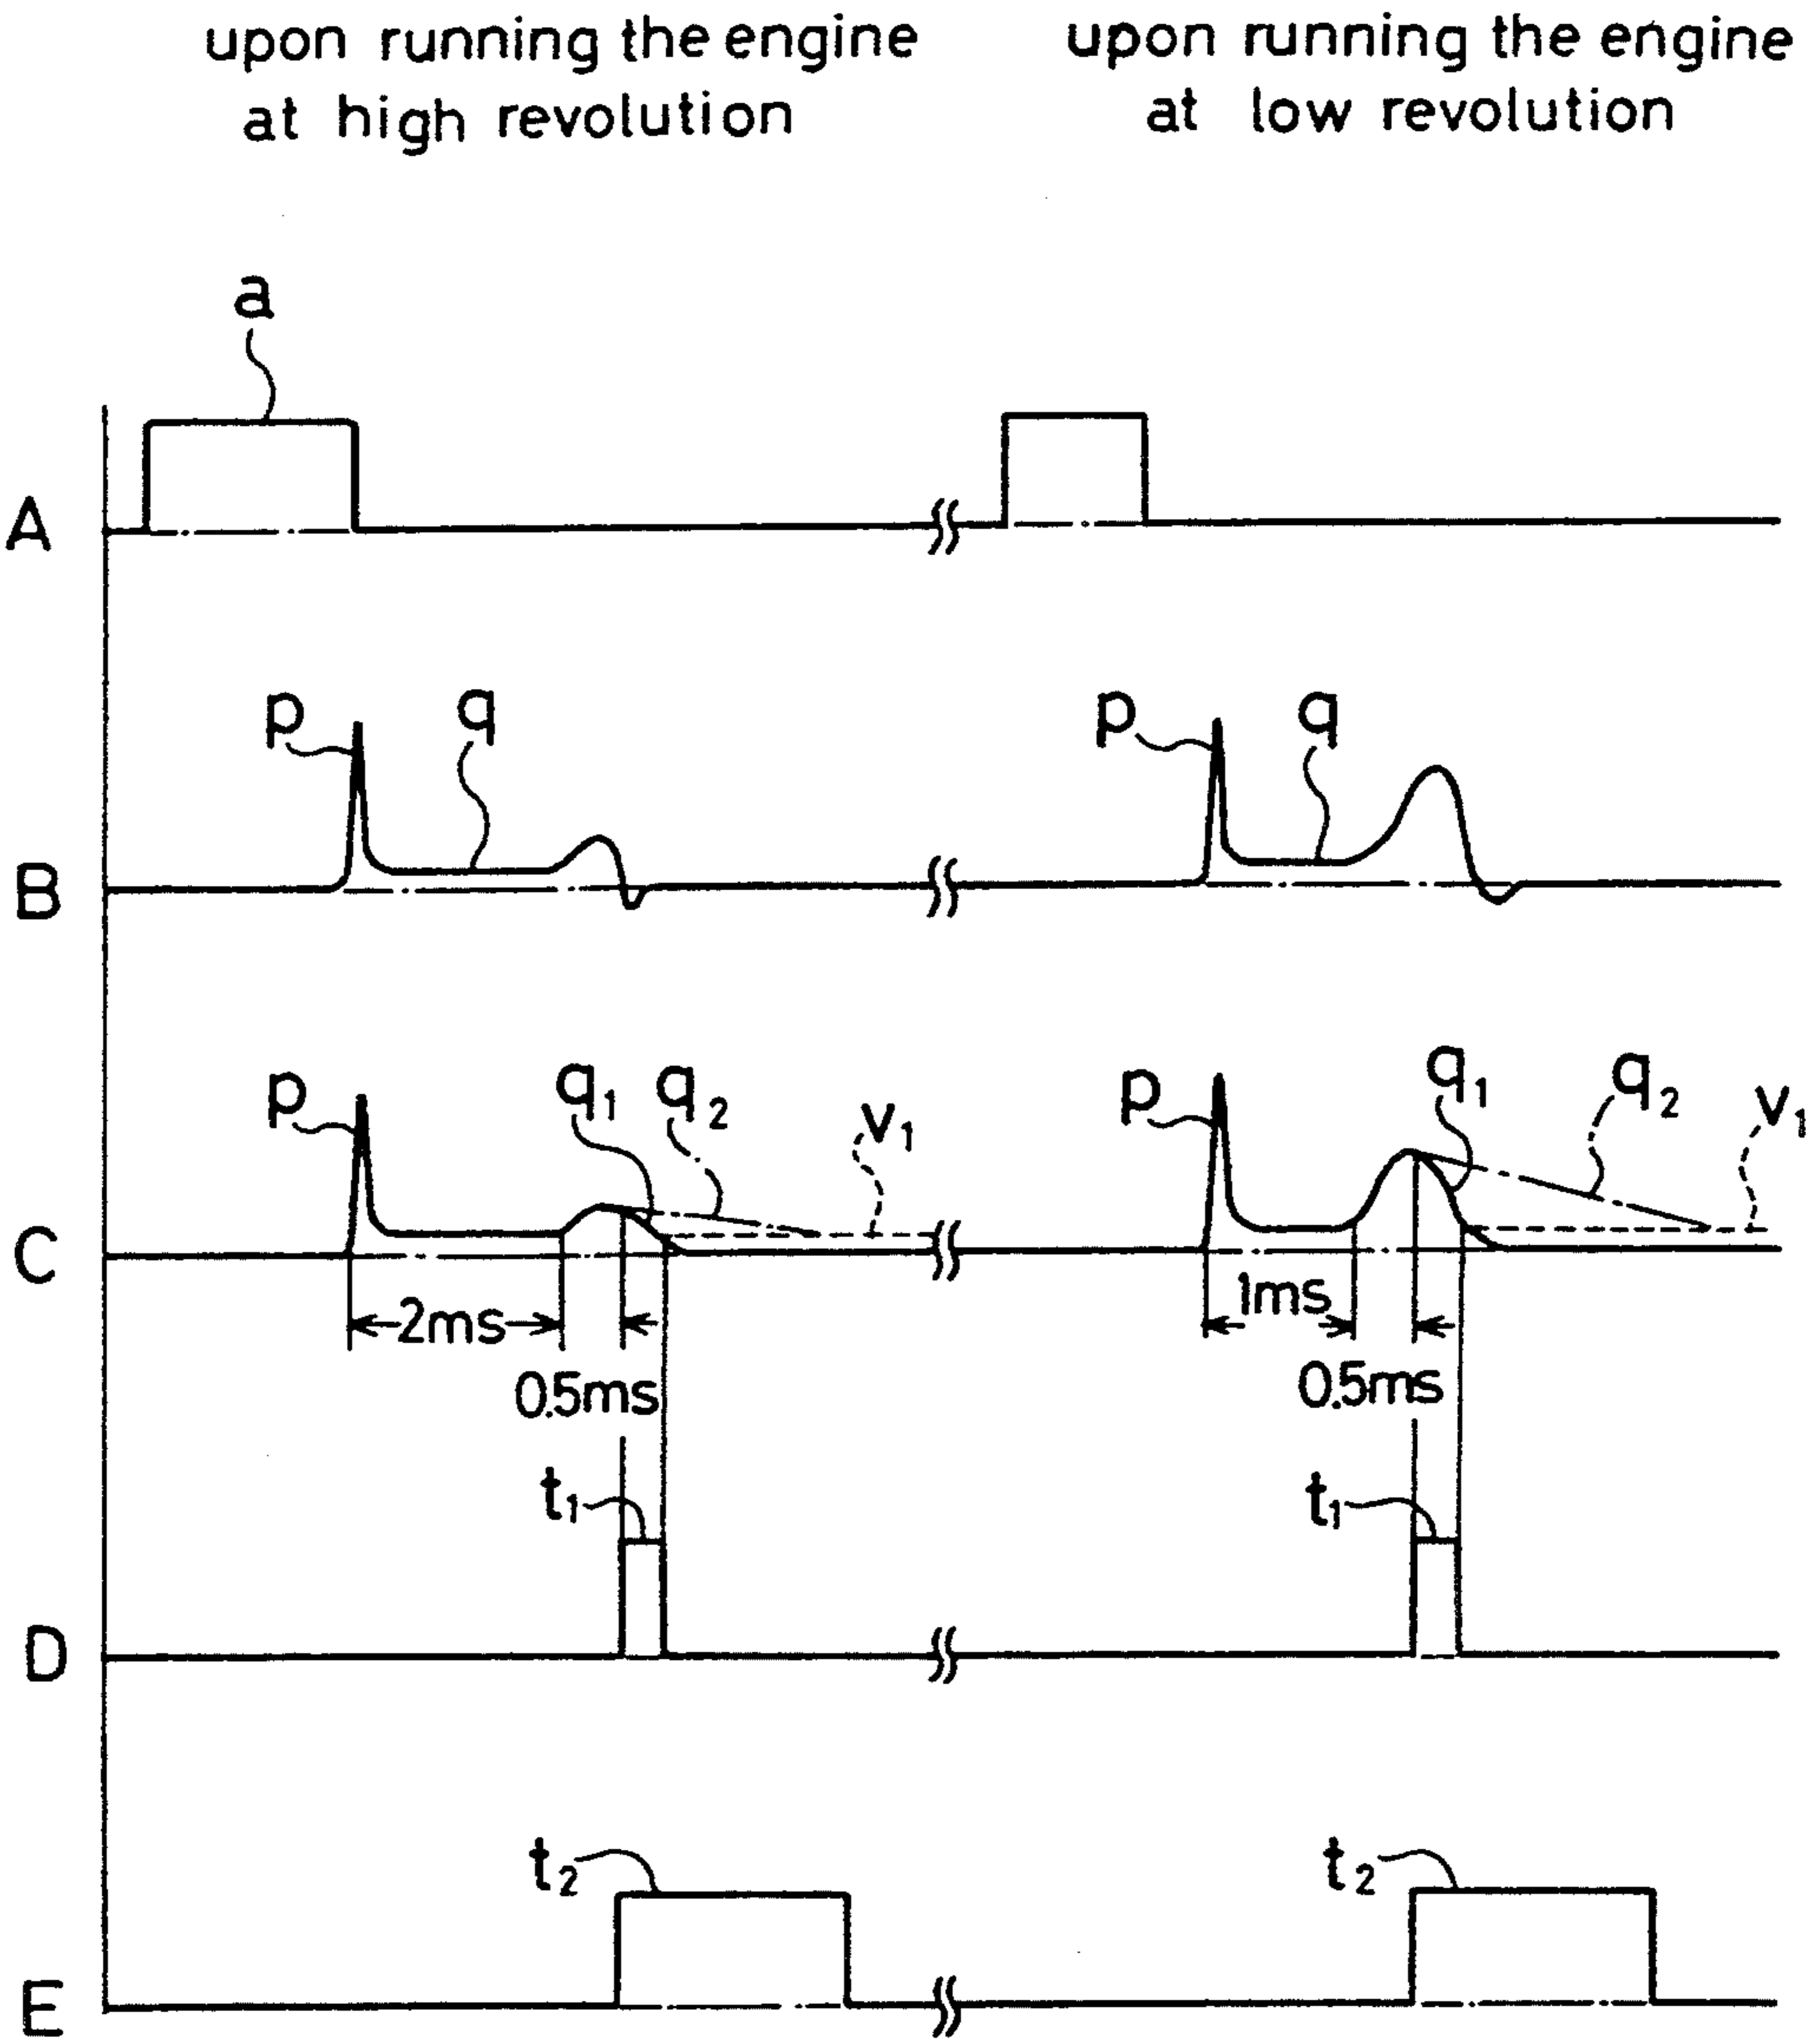 upon running the engine
at high revolution
upon running the engine
at low revolution
a
A
p q p q
B
p q₁ q₂ v₁ p q₁ q₂ v₁
C
2ms 1ms
0.5ms 0.5ms
t₁ t₁
D
t₂ t₂
E